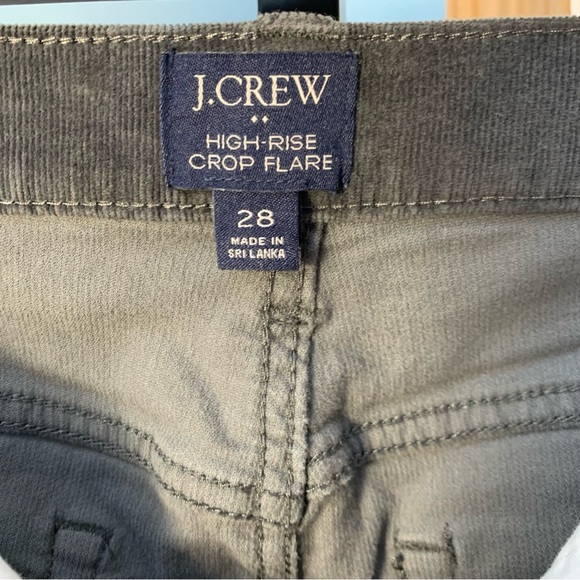 J.CREW
HIGH-RISE
CROP FLARE
28
MADE IN
SRI LANKA